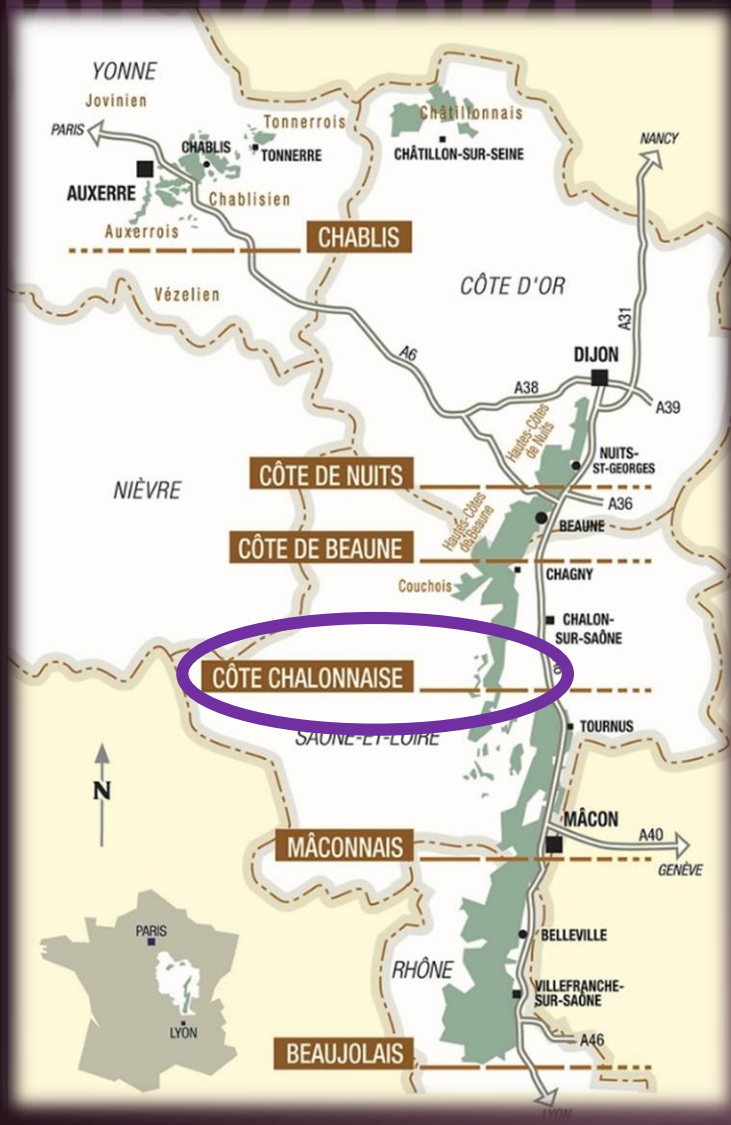 YONNE
Jovinien
PARIS
Tonnerrois
CHABLIS
TONNERRE
AUXERRE
Chablisien
Auxerrois
CHABLIS
Vézelien
Châtillonnais
CHÂTILLON-SUR-SEINE
NANCY
CÔTE D'OR
A31
A6
DIJON
A38
A39
Hautes-Côtes
de Nuits
NUITS-
ST-GEORGES
CÔTE DE NUITS
NIÈVRE
A36
Hautes-Côtes
de Beaune
BEAUNE
CÔTE DE BEAUNE
CHAGNY
Couchois
CHALON-
SUR-SAÔNE
CÔTE CHALONNAISE
SAÔNE-ET-LOIRE
TOURNUS
N
MÂCON
A40
MÂCONNAIS
GENÈVE
PARIS
BELLEVILLE
RHÔNE
VILLEFRANCHE-
SUR-SAÔNE
LYON
A46
BEAUJOLAIS
LYON